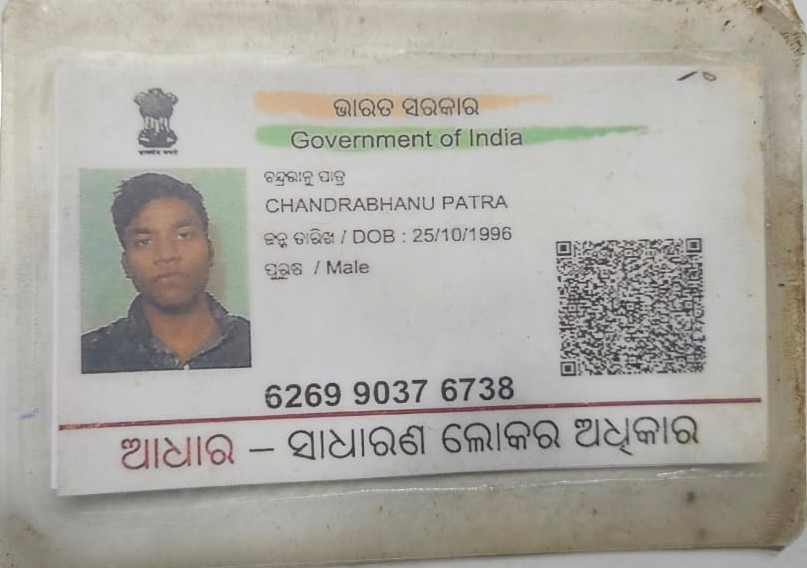 ଭାରତ ସରକାର
Government of India
ଚନ୍ଦ୍ରଭାନୁ ପାତ୍ର
CHANDRABHANU PATRA
ଜନ୍ମ ତାରିଖ / DOB : 25/10/1996
ପୁରୁଷ / Male
6269 9037 6738
ଆଧାର – ସାଧାରଣ ଲୋକର ଅଧିକାର